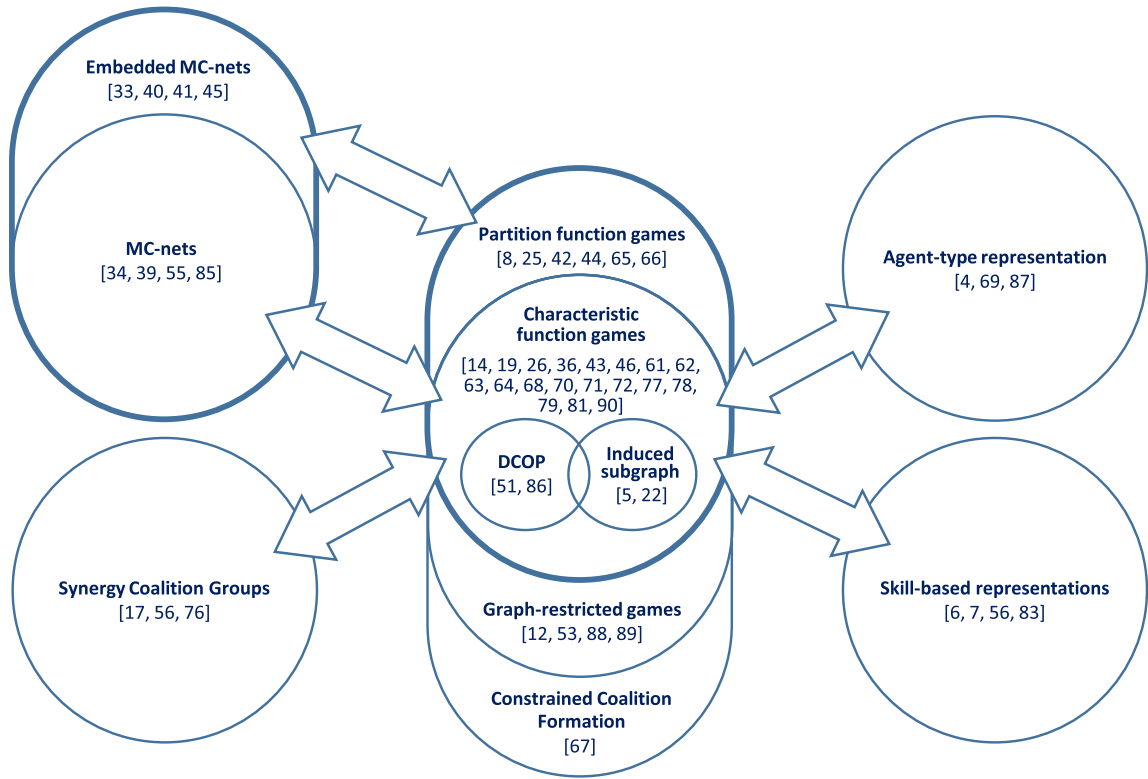 Embedded MC-nets
[33, 40, 41, 45]
MC-nets
[34, 39, 55, 85]
Synergy Coalition Groups
[17, 56, 76]
Partition function games
[8, 25, 42, 44, 65, 66]
Characteristic
function games
[14, 19, 26, 36, 43, 46, 61, 62,
63, 64, 68, 70, 71, 72, 77, 78,
79, 81, 90]
DCOP
[51, 86]
Induced
subgraph
[5, 22]
Graph-restricted games
[12, 53, 88, 89]
Constrained Coalition
Formation
[67]
Agent-type representation
[4, 69, 87]
Skill-based representations
[6, 7, 56, 83]